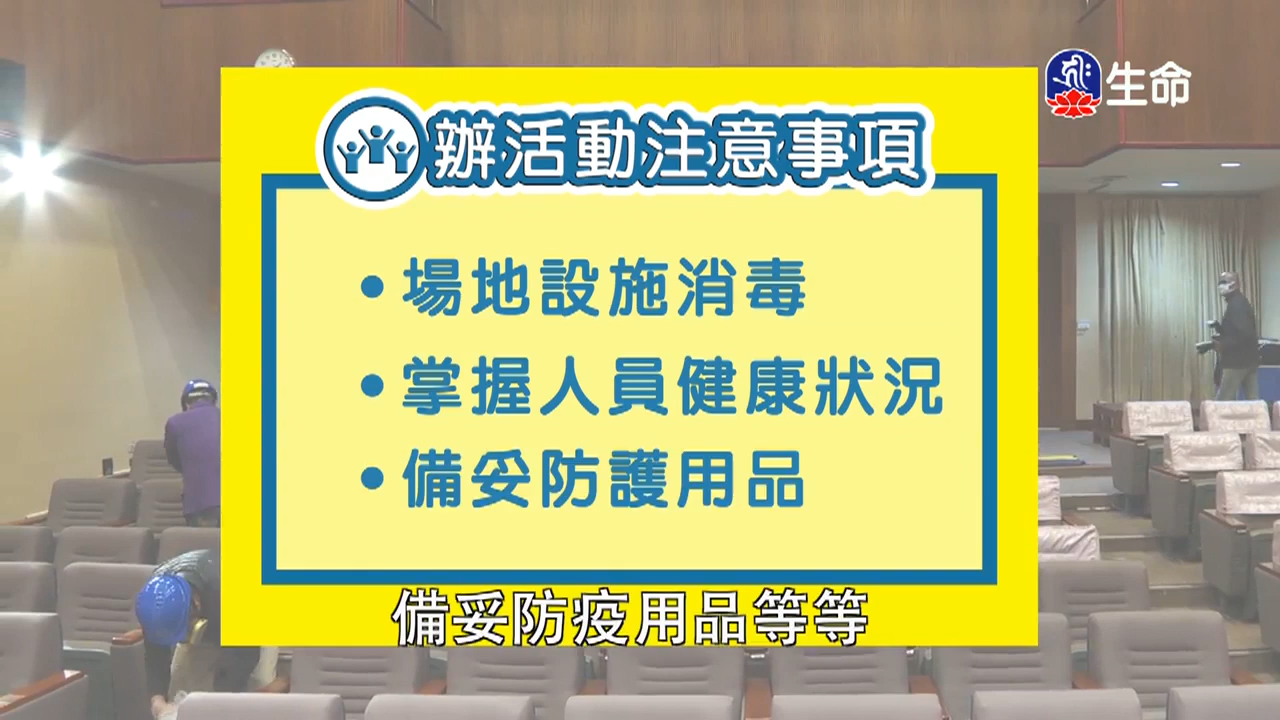 生命
辦活動注意事項
•場地設施消毒
•掌握人員健康狀況
•備妥防護用品
備妥防疫用品等等